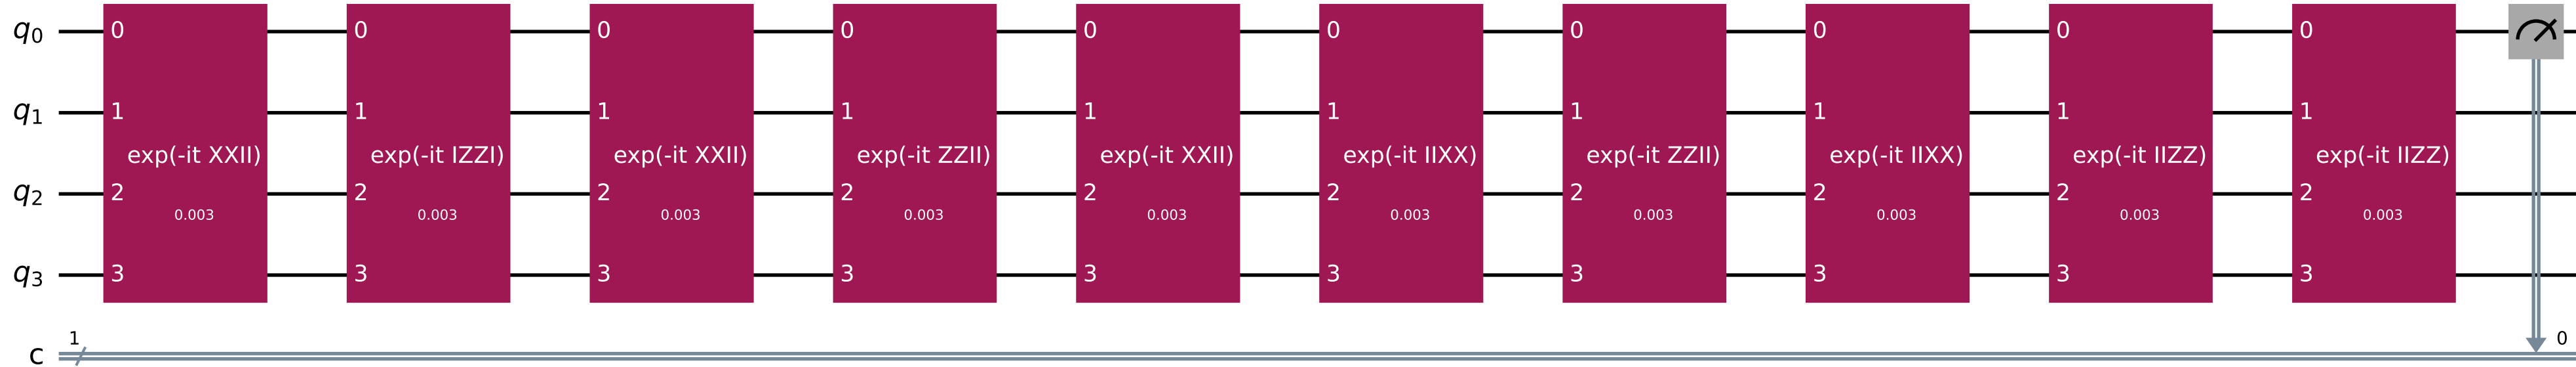 q0 0 0 0 0 0 0 0 0 0 0
q1 1 1 1 1 1 1 1 1 1 1
exp(-it XXII) exp(-it IZZI) exp(-it XXII) exp(-it ZZII) exp(-it XXII) exp(-it IIXX) exp(-it ZZII) exp(-it IIXX) exp(-it IIZZ) exp(-it IIZZ)
q2 2 2 2 2 2 2 2 2 2 2
0.003 0.003 0.003 0.003 0.003 0.003 0.003 0.003 0.003 0.003
q3 3 3 3 3 3 3 3 3 3 3
1 0
c